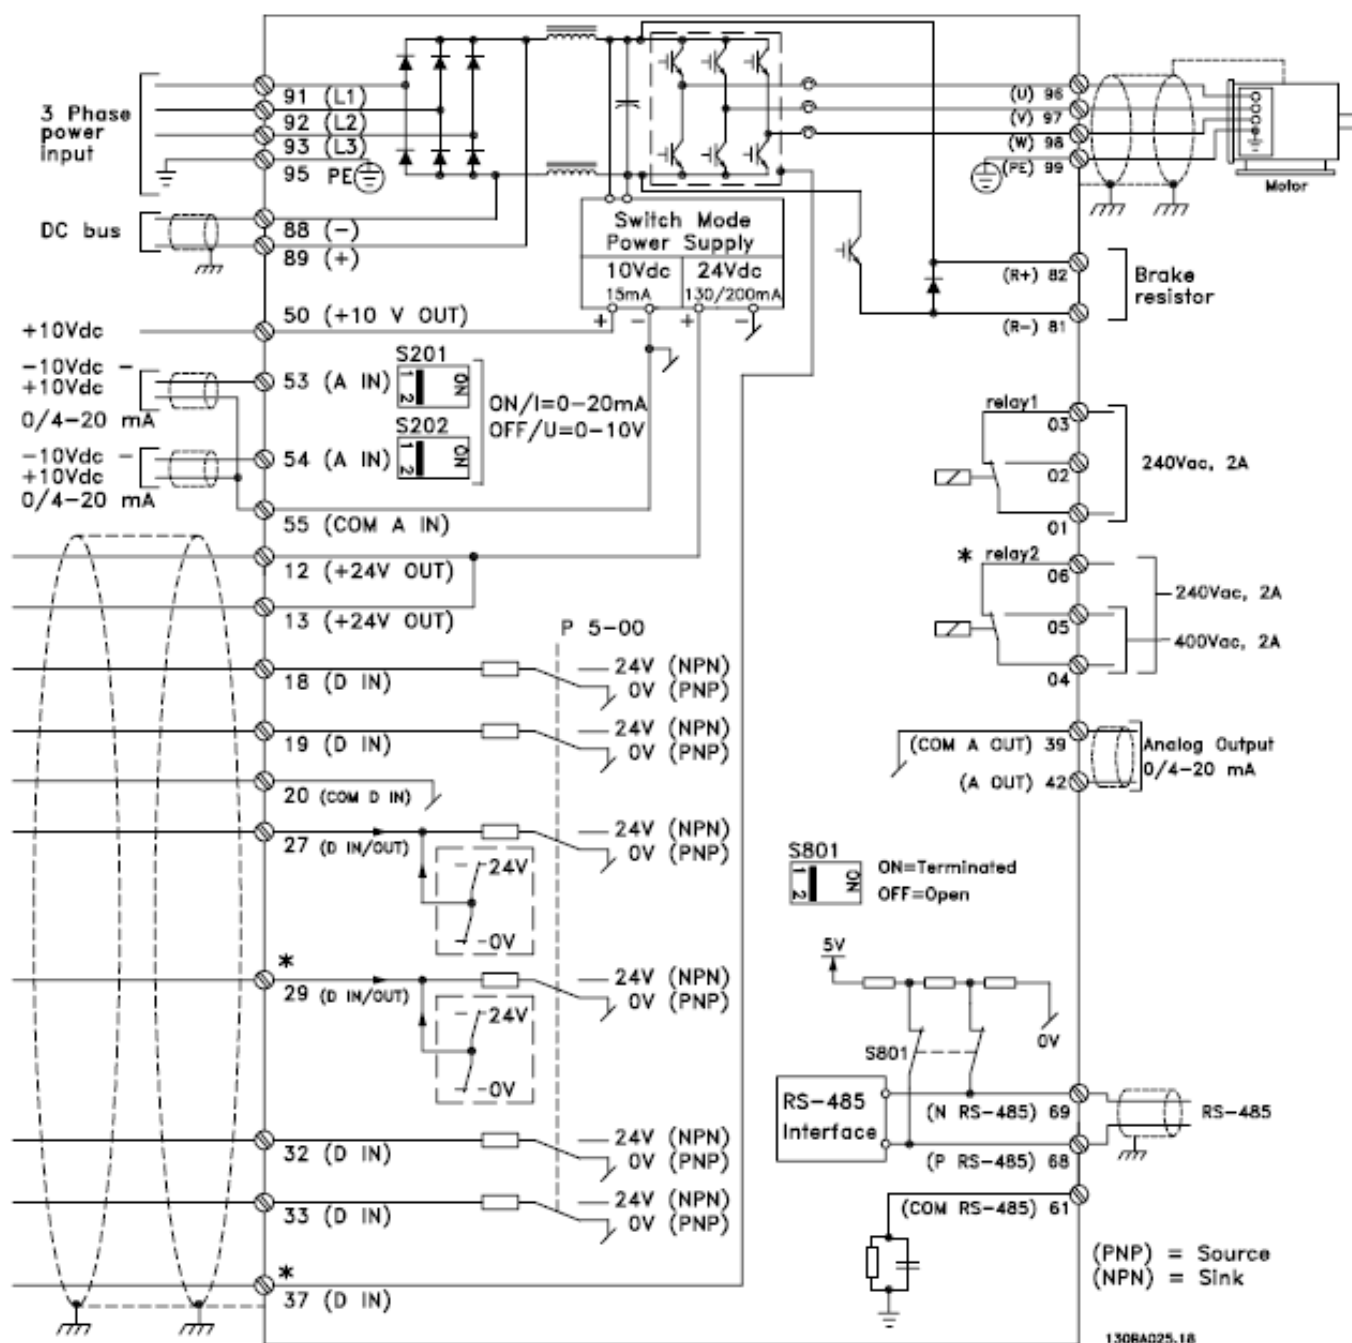 3 Phase
power
input
91 (L1)
92 (L2)
93 (L3)
95 PE
DC bus
88 (-)
89 (+)
Switch Mode
Power Supply
10Vdc
15mA
24Vdc
130/200mA
+ - + -
(U) 96
(V) 97
(W) 98
(PE) 99
Motor
(R+) 82
(R-) 81
Brake
resistor
+10Vdc
50 (+10 V OUT)
-10Vdc -
+10Vdc
0/4-20 mA
53 (A IN)
S201
1 2
ON
ON/I=0-20mA
OFF/U=0-10V
-10Vdc -
+10Vdc
0/4-20 mA
54 (A IN)
S202
1 2
ON
55 (COM A IN)
12 (+24V OUT)
13 (+24V OUT)
relay1
03
02
01
240Vac, 2A
* relay2
06
05
04
240Vac, 2A
400Vac, 2A
P 5-00
18 (D IN)
24V (NPN)
0V (PNP)
19 (D IN)
24V (NPN)
0V (PNP)
20 (COM D IN)
27 (D IN/OUT)
24V (NPN)
0V (PNP)
24V
0V
*
29 (D IN/OUT)
24V (NPN)
0V (PNP)
24V
0V
32 (D IN)
24V (NPN)
0V (PNP)
33 (D IN)
24V (NPN)
0V (PNP)
*
37 (D IN)
(COM A OUT) 39
(A OUT) 42
Analog Output
0/4-20 mA
S801
1 2
ON
ON=Terminated
OFF=Open
5V
S801
0V
RS-485
Interface
(N RS-485) 69
(P RS-485) 68
RS-485
(COM RS-485) 61
(PNP) = Source
(NPN) = Sink
130BA025.18